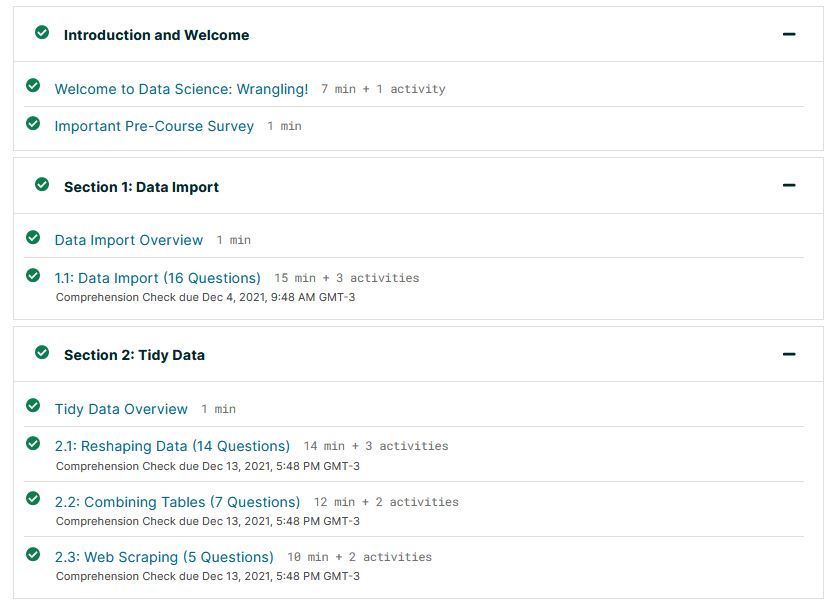 Introduction and Welcome
Welcome to Data Science: Wrangling! 7 min + 1 activity
Important Pre-Course Survey 1 min
Section 1: Data Import
Data Import Overview 1 min
1.1: Data Import (16 Questions) 15 min + 3 activities
Comprehension Check due Dec 4, 2021, 9:48 AM GMT-3
Section 2: Tidy Data
Tidy Data Overview 1 min
2.1: Reshaping Data (14 Questions) 14 min + 3 activities
Comprehension Check due Dec 13, 2021, 5:48 PM GMT-3
2.2: Combining Tables (7 Questions) 12 min + 2 activities
Comprehension Check due Dec 13, 2021, 5:48 PM GMT-3
2.3: Web Scraping (5 Questions) 10 min + 2 activities
Comprehension Check due Dec 13, 2021, 5:48 PM GMT-3